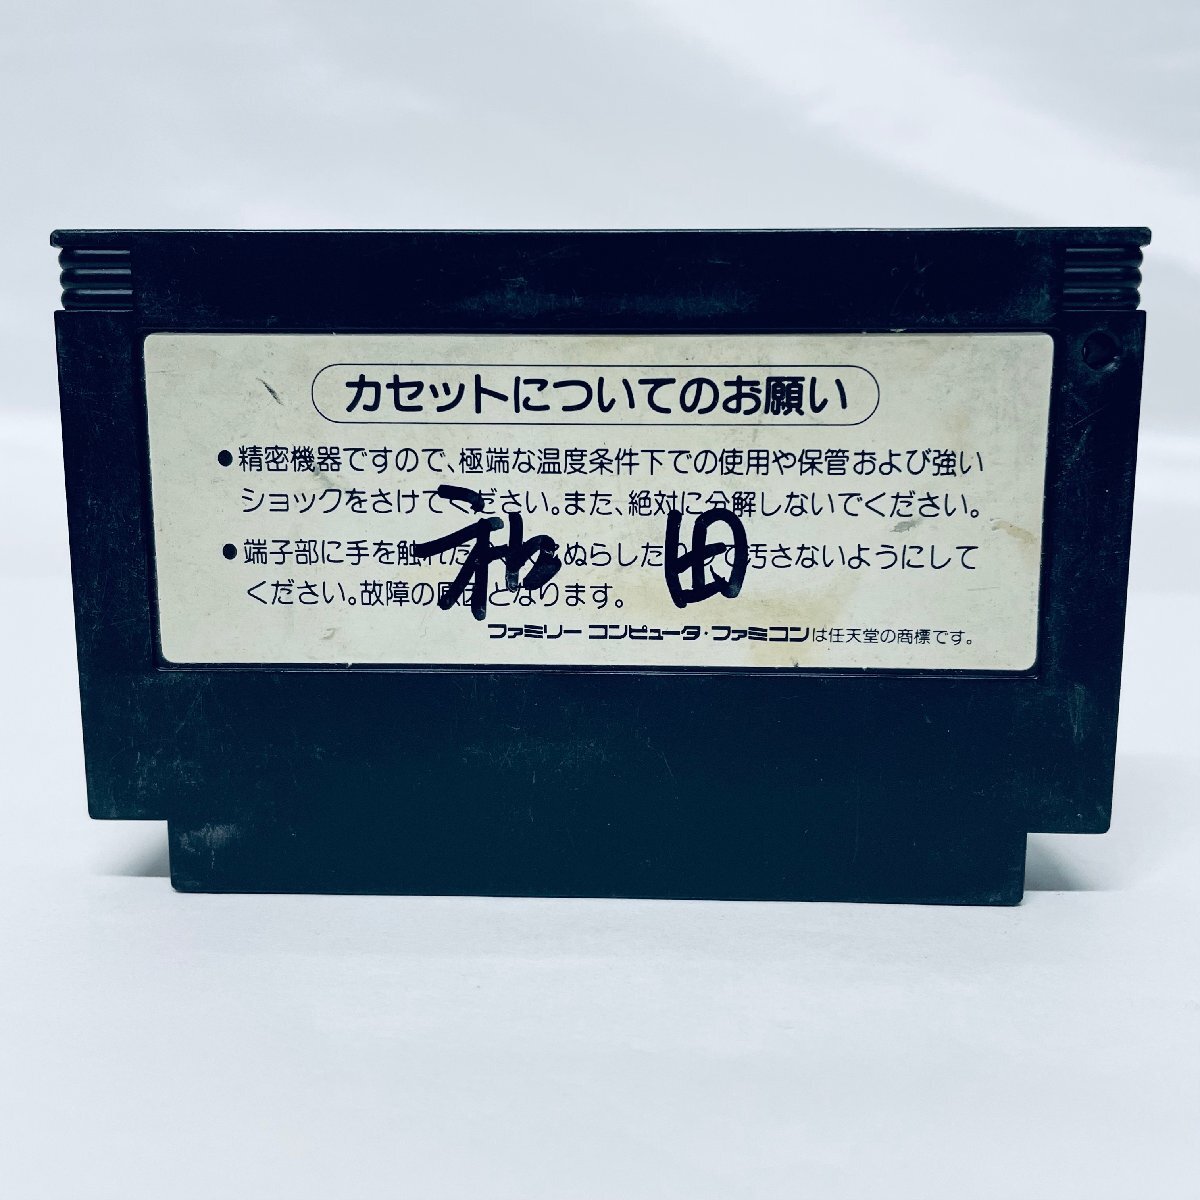 カセットについてのお願い
●精密機器ですので、極端な温度条件下での使用や保管および強い
ショックをさけてください。また、絶対に分解しないでください。
和田
●端子部に手を触れた ぬらしたりして汚さないようにして
ください。故障の原因となります。
ファミリーコンピュータ・ファミコンは任天堂の商標です。